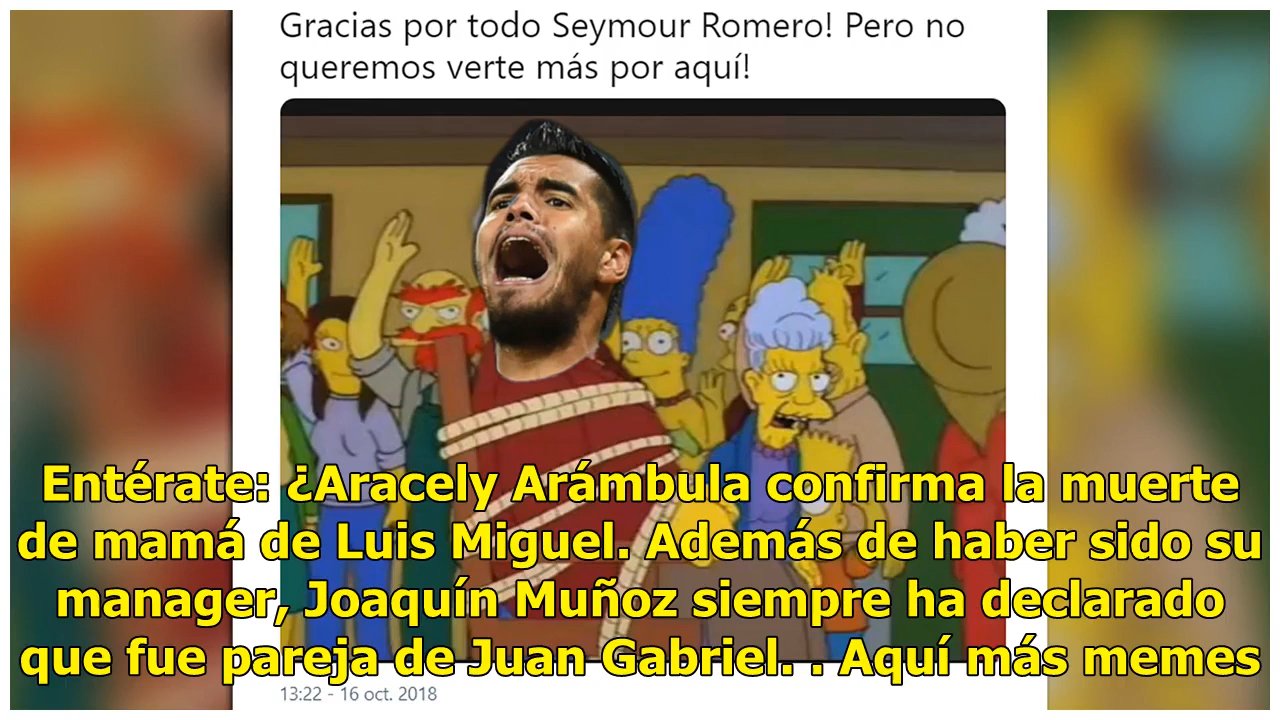 Gracias por todo Seymour Romero! Pero no
queremos verte más por aquí!
Entérate: ¿Aracely Arámbula confirma la muerte
de mamá de Luis Miguel. Además de haber sido su
manager, Joaquín Muñoz siempre ha declarado
que fue pareja de Juan Gabriel. . Aquí más memes
13:22 - 16 oct. 2018